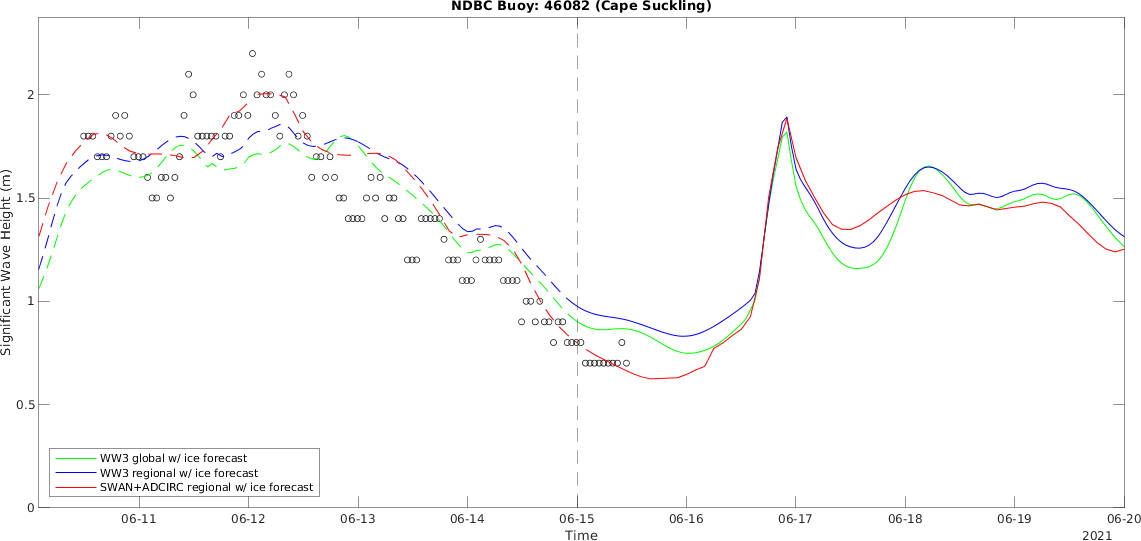 NDBC Buoy: 46082 (Cape Suckling)
Significant Wave Height (m)
2
1.5
1
0.5
0
WW3 global w/ ice forecast
WW3 regional w/ ice forecast
SWAN+ADCIRC regional w/ ice forecast
06-11 06-12 06-13 06-14 06-15 06-16 06-17 06-18 06-19 06-20
Time
2021